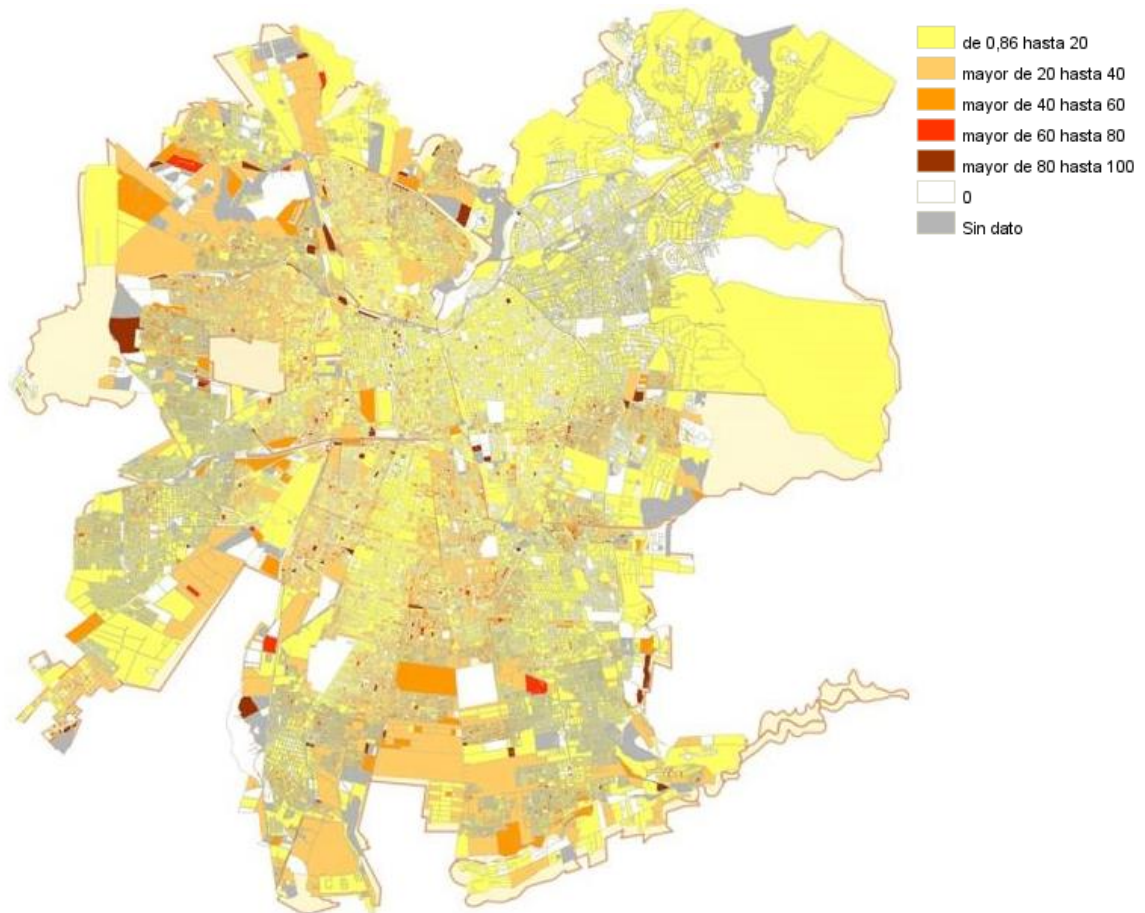 de 0,86 hasta 20
mayor de 20 hasta 40
mayor de 40 hasta 60
mayor de 60 hasta 80
mayor de 80 hasta 100
0
Sin dato